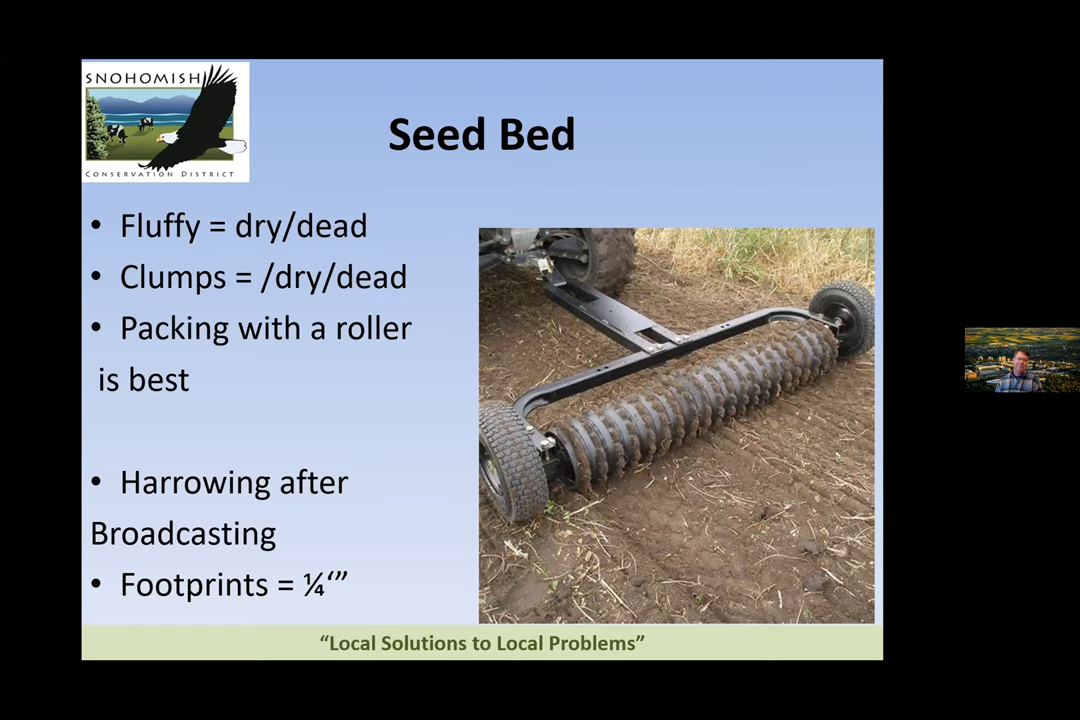 SNOHOMISH
CONSERVATION DISTRICT
Seed Bed
• Fluffy = dry/dead
• Clumps = /dry/dead
• Packing with a roller
is best
• Harrowing after
Broadcasting
• Footprints = ¼‘”
“Local Solutions to Local Problems”